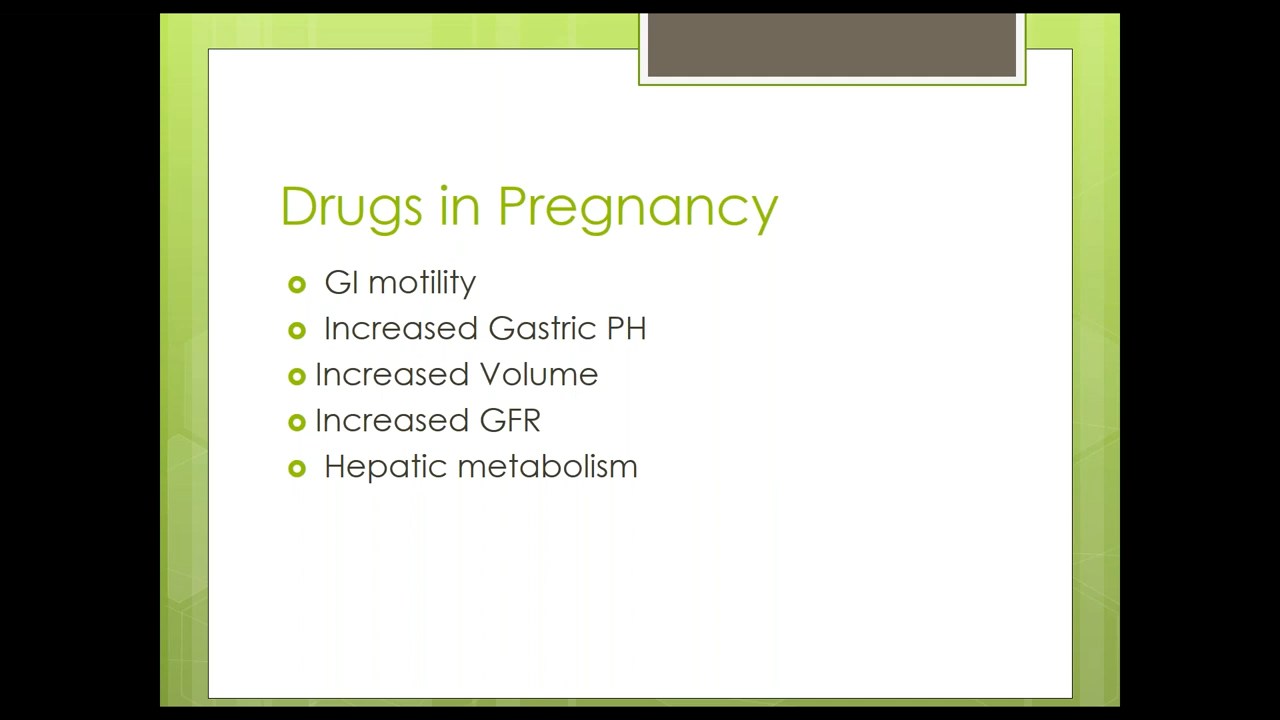 Drugs in Pregnancy
GI motility
Increased Gastric PH
Increased Volume
Increased GFR
Hepatic metabolism